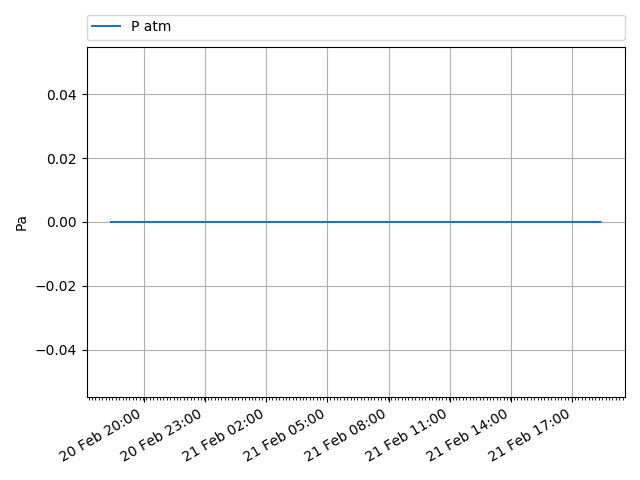 P atm
0.04
0.02
0.00
−0.02
−0.04
Pa
20 Feb 20:00
20 Feb 23:00
21 Feb 02:00
21 Feb 05:00
21 Feb 08:00
21 Feb 11:00
21 Feb 14:00
21 Feb 17:00